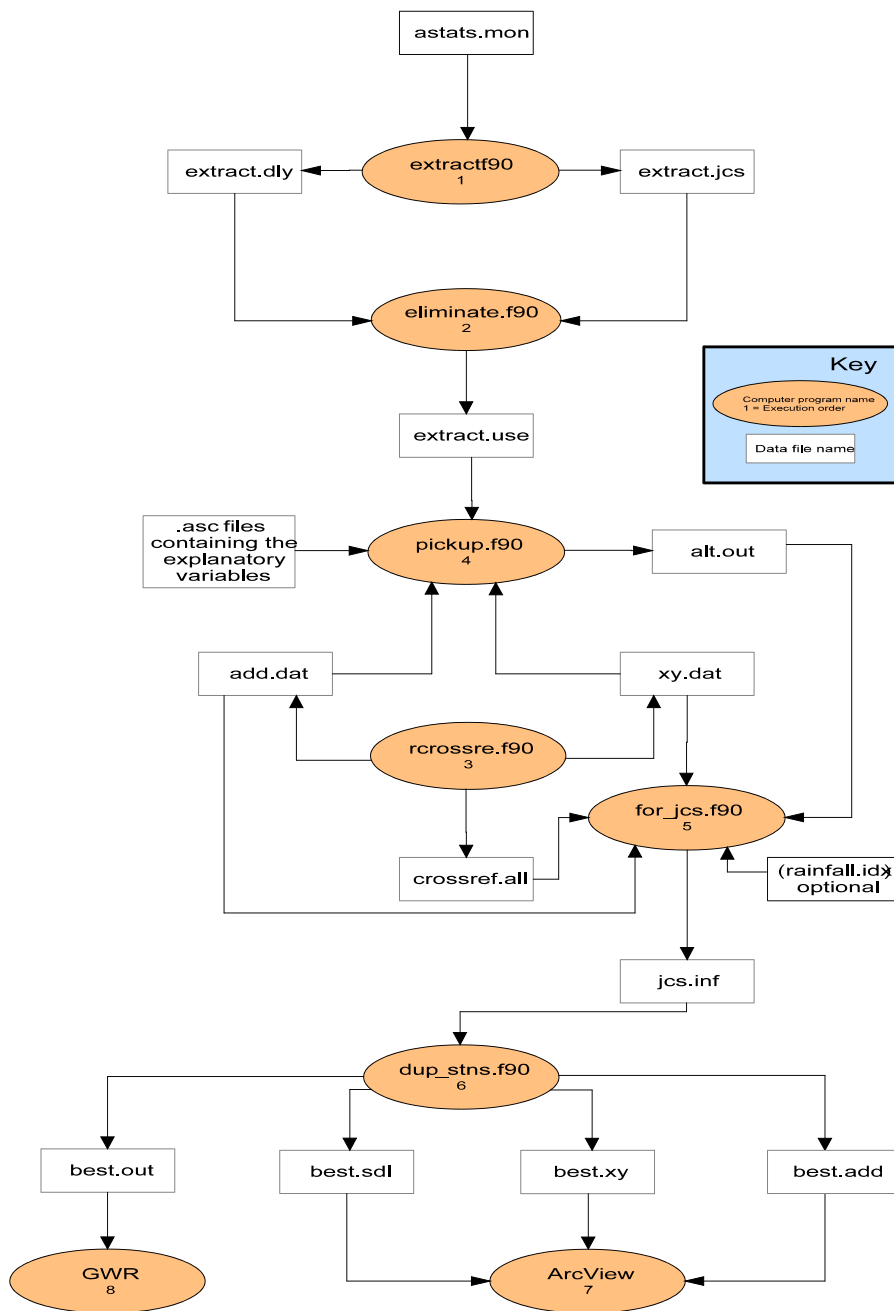 astats.mon
extract.dly
extractf90
1
extract.jcs
eliminate.f90
2
Key
Computer program name
1 = Execution order
Data file name
extract.use
.asc files
containing the
explanatory
variables
pickup.f90
4
alt.out
add.dat
xy.dat
rcrossre.f90
3
for_jcs.f90
5
crossref.all
(rainfall.idx)
optional
jcs.inf
dup_stns.f90
6
best.out
best.sdl
best.xy
best.add
GWR
8
ArcView
7